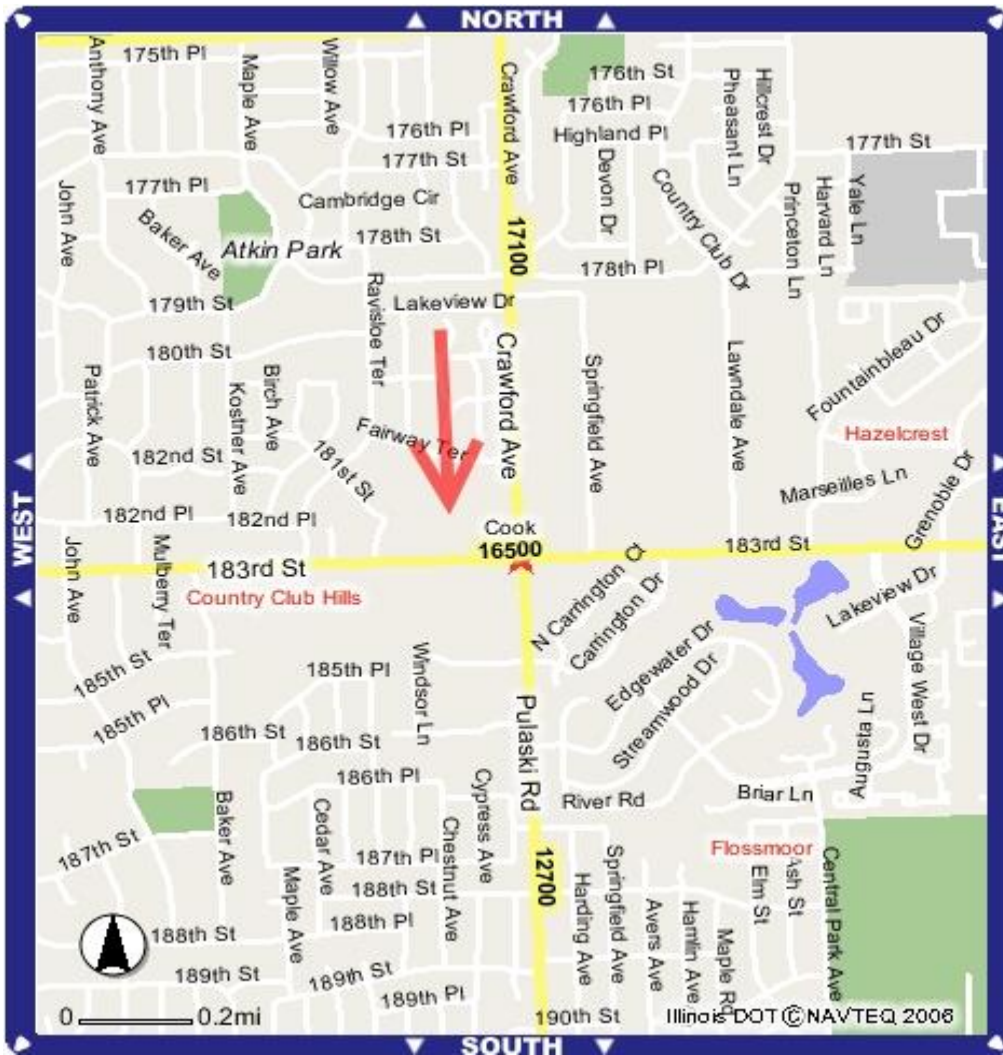 NORTH
175th Pl
Anthony Ave
Maple Ave
Willow Ave
Crawford Ave
176th St
176th Pl
Highland Pl
Pheasant Ln
Hillcrest Dr
176th Pl
177th St
177th St
John Ave
177th Pl
Cambridge Cir
Devon Dr
Country Club Dr
Princeton Ln
Harvard Ln
Yale Ln
Baker Ave
Atkin Park
178th St
17100
178th Pl
179th St
Ravisloe Ter
Lakeview Dr
180th St
Crawford Ave
Springfield Ave
Lawndale Ave
Fountainbleau Dr
Patrick Ave
Kostner Ave
Birch Ave
Fairway Ter
Hazelcrest
182nd St
181st St
Marseilles Ln
Grenoble Dr
WEST
EAST
182nd Pl
182nd Pl
Cook
16500
183rd St
183rd St
John Ave
Mulberry Ter
Country Club Hills
N Carrington Ct
Carrington Dr
Lakeview Dr
185th St
185th Pl
Windsor Ln
Edgewater Dr
Streamwood Dr
Village West Dr
185th Pl
186th St
186th St
Pulaski Rd
Augusta Ln
186th Pl
River Rd
Briar Ln
187th St
Baker Ave
Cedar Ave
Cypress Ave
Chestnut Ave
187th Pl
12700
Flossmoor
188th St
Maple Ave
188th Pl
Harding Ave
Springfield Ave
Ayers Ave
Hamlin Ave
Maple Rd
Elm St
Ash St
Central Park Ave
188th St
189th St
189th St
189th Pl
0 0.2mi
190th St
Illinois DOT © NAVTEQ 2006
SOUTH